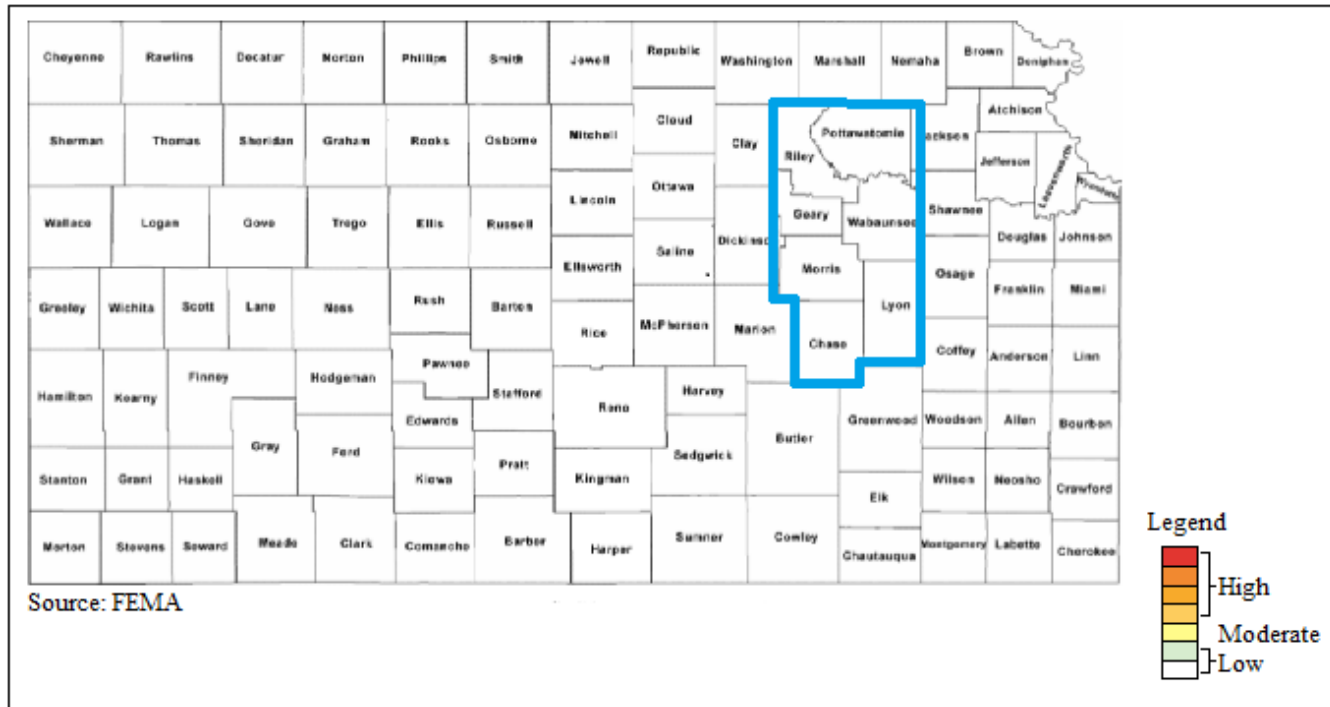 Cheyenne Rawlins Decatur Norton Phillips Smith Jewell Republic Washington Marshall Nemaha Brown Doniphan
Atchison
Sherman Thomas Sheridan Graham Rooks Osborne Mitchell Cloud Clay Riley Pottawatomie Jackson Jefferson Leavenworth Wyandotte
Wallace Logan Gove Trego Ellis Russell Lincoln Ottawa Geary Wabaunsee Shawnee
Dickinson Douglas Johnson
Ellsworth Saline Morris Osage
Greeley Wichita Scott Lane Ness Rush Barton Lyon Franklin Miami
Rice McPherson Marion Chase Coffey Anderson Linn
Pawnee
Hamilton Kearny Finney Hodgeman Stafford Reno Harvey
Edwards Greenwood Woodson Allen Bourbon
Gray Ford Butler
Sedgwick
Stanton Grant Haskell Kiowa Pratt Kingman Wilson Neosho Crawford
Elk
Morton Stevens Seward Meade Clark Comanche Barber Harper Sumner Cowley Chautauqua Montgomery Labette Cherokee
Source: FEMA
Legend
High
Moderate
Low